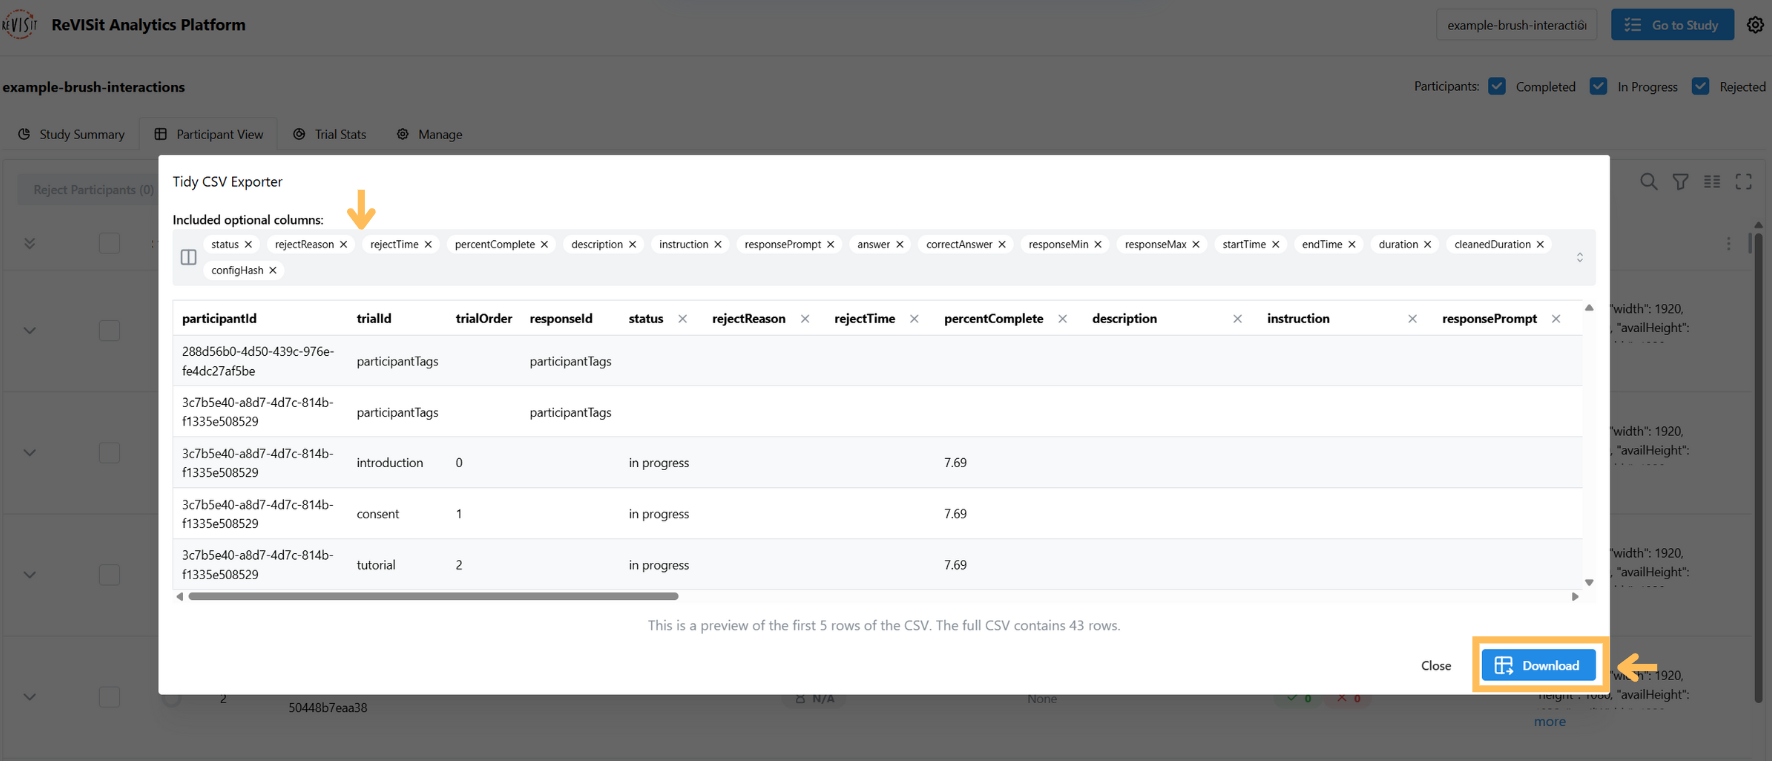 reVISit
ReVISit Analytics Platform
example-brush-interactions
Go to Study
example-brush-interactions
Participants:
Completed
In Progress
Rejected
Study Summary
Participant View
Trial Stats
Manage
Reject Participants (0)
Tidy CSV Exporter
Included optional columns:
status
rejectReason
rejectTime
percentComplete
description
instruction
responsePrompt
answer
correctAnswer
responseMin
responseMax
startTime
endTime
duration
cleanedDuration
configHash
participantId trialId trialOrder responseId status rejectReason rejectTime percentComplete description instruction responsePrompt
288d56b0-4d50-439c-976e-
fe4dc27af5be
participantTags participantTags
3c7b5e40-a8d7-4d7c-814b-
f1335e508529
participantTags participantTags
3c7b5e40-a8d7-4d7c-814b-
f1335e508529
introduction 0 in progress 7.69
3c7b5e40-a8d7-4d7c-814b-
f1335e508529
consent 1 in progress 7.69
3c7b5e40-a8d7-4d7c-814b-
f1335e508529
tutorial 2 in progress 7.69
This is a preview of the first 5 rows of the CSV. The full CSV contains 43 rows.
Close
Download
"width": 1920,
, "availHeight":
"width": 1920,
, "availHeight":
"width": 1920,
, "availHeight":
"width": 1920,
1080, "availHeight":
more
2
50448b7eaa38
N/A
None
0
0